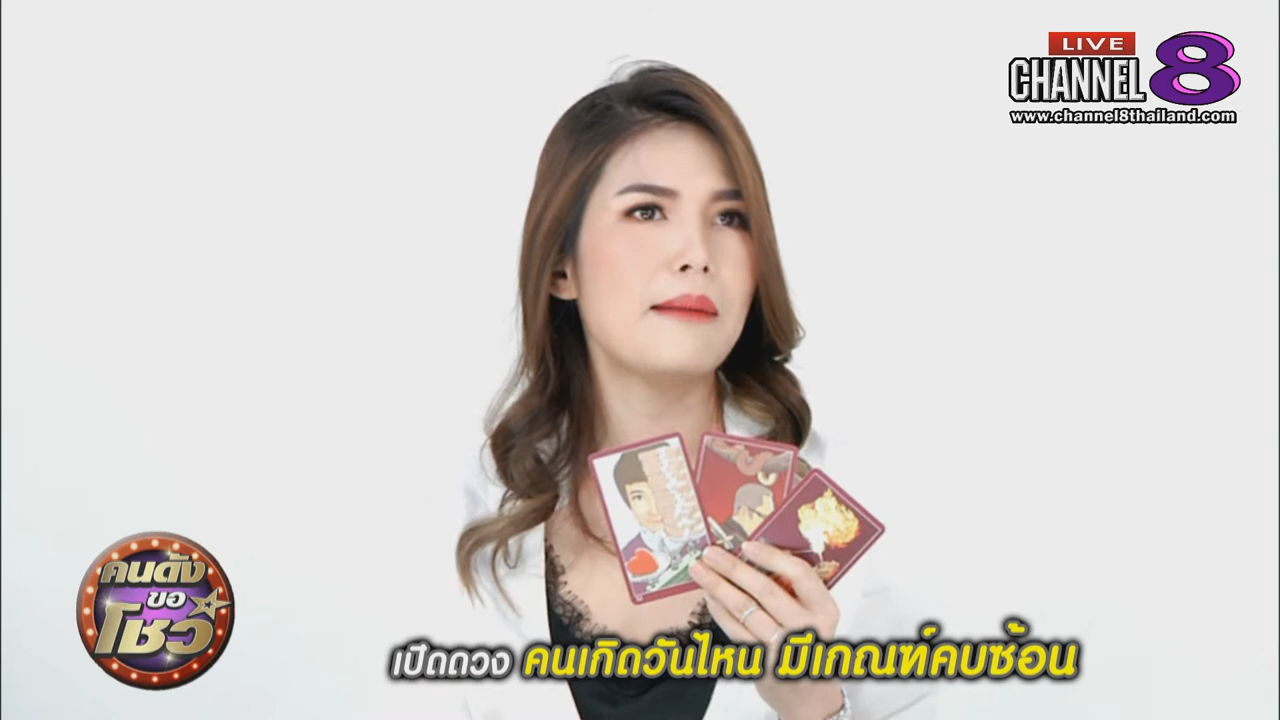 LIVE
CHANNEL 8
www.channel8thailand.com
คนดัง
ขอ
โชว์
เปิดดวง คนเกิดวันไหน มีเกณฑ์คบซ้อน